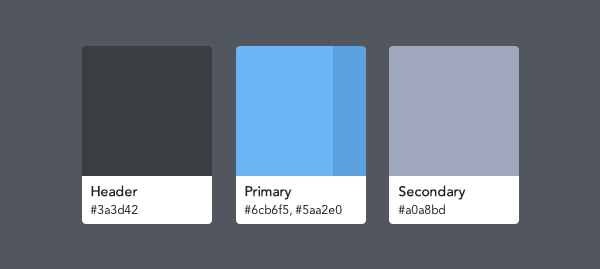 Header
#3a3d42
Primary
#6cb6f5, #5aa2e0
Secondary
#a0a8bd